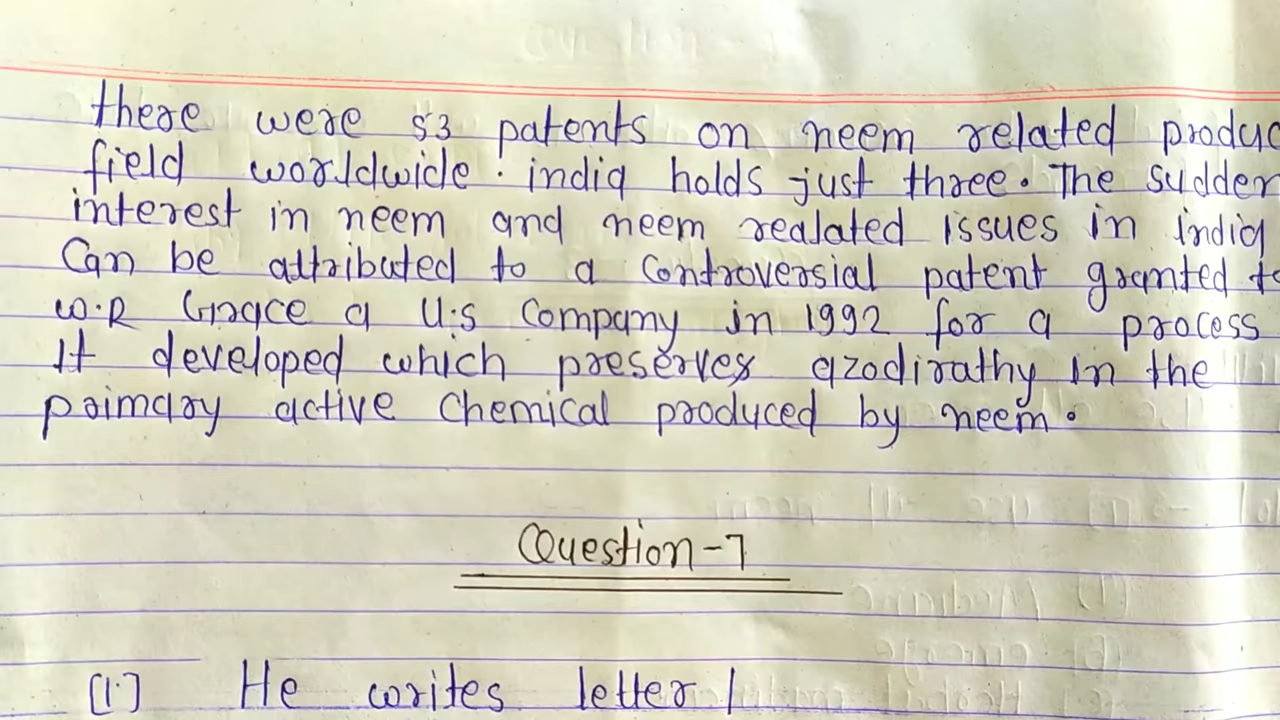 there were 53 patents on neem related produc
field worldwide. india holds just three. The sudden
interest in neem and neem realated issues in india
Can be attributed to a controversial patent granted to
W.R Grace a U.S Company in 1992 for a process
It developed which preserves azodirathy in the
primary active chemical produced by neem.
Question-7
(1.) He writes letter /